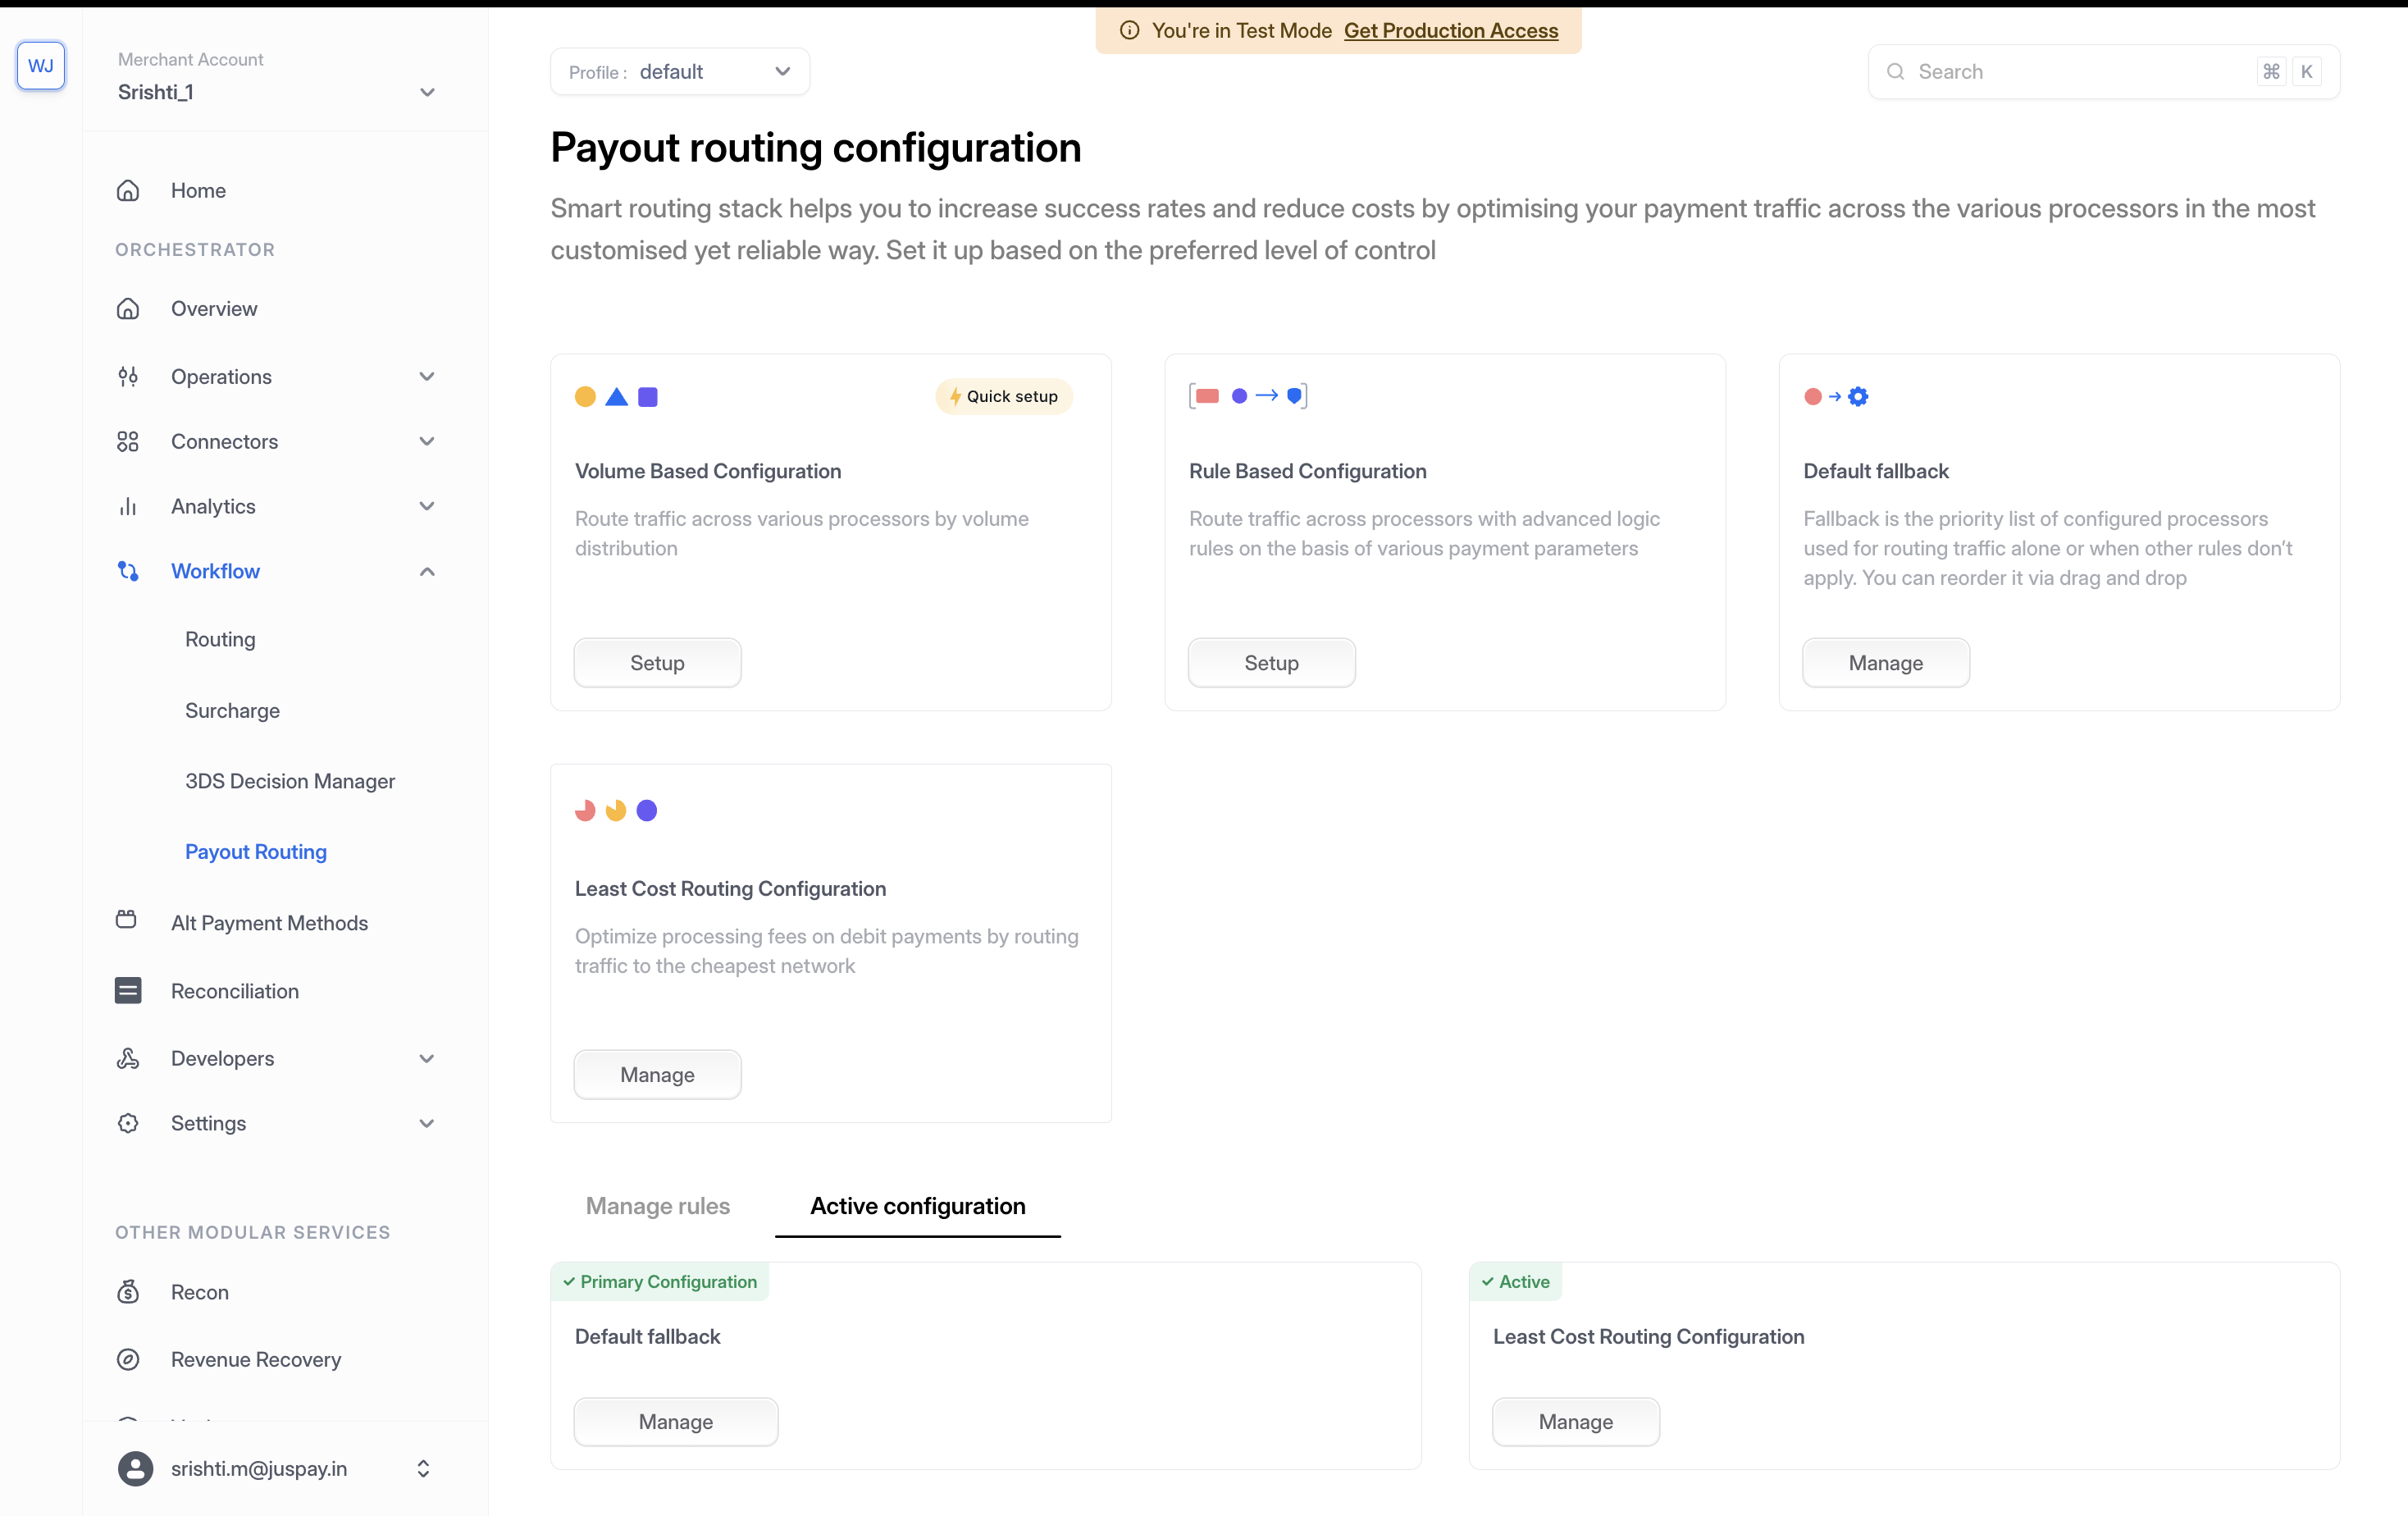 You're in Test Mode Get Production Access
WJ
Merchant Account
Srishti_1
Profile : default
Search
⌘ K
Home
ORCHESTRATOR
Overview
Operations
Connectors
Analytics
Workflow
Routing
Surcharge
3DS Decision Manager
Payout Routing
Alt Payment Methods
Reconciliation
Developers
Settings
OTHER MODULAR SERVICES
Recon
Revenue Recovery
srishti.m@juspay.in
Payout routing configuration
Smart routing stack helps you to increase success rates and reduce costs by optimising your payment traffic across the various processors in the most
customised yet reliable way. Set it up based on the preferred level of control
Quick setup
Volume Based Configuration
Route traffic across various processors by volume
distribution
Setup
Rule Based Configuration
Route traffic across processors with advanced logic
rules on the basis of various payment parameters
Setup
Default fallback
Fallback is the priority list of configured processors
used for routing traffic alone or when other rules don’t
apply. You can reorder it via drag and drop
Manage
Least Cost Routing Configuration
Optimize processing fees on debit payments by routing
traffic to the cheapest network
Manage
Manage rules
Active configuration
Primary Configuration
Default fallback
Manage
Active
Least Cost Routing Configuration
Manage